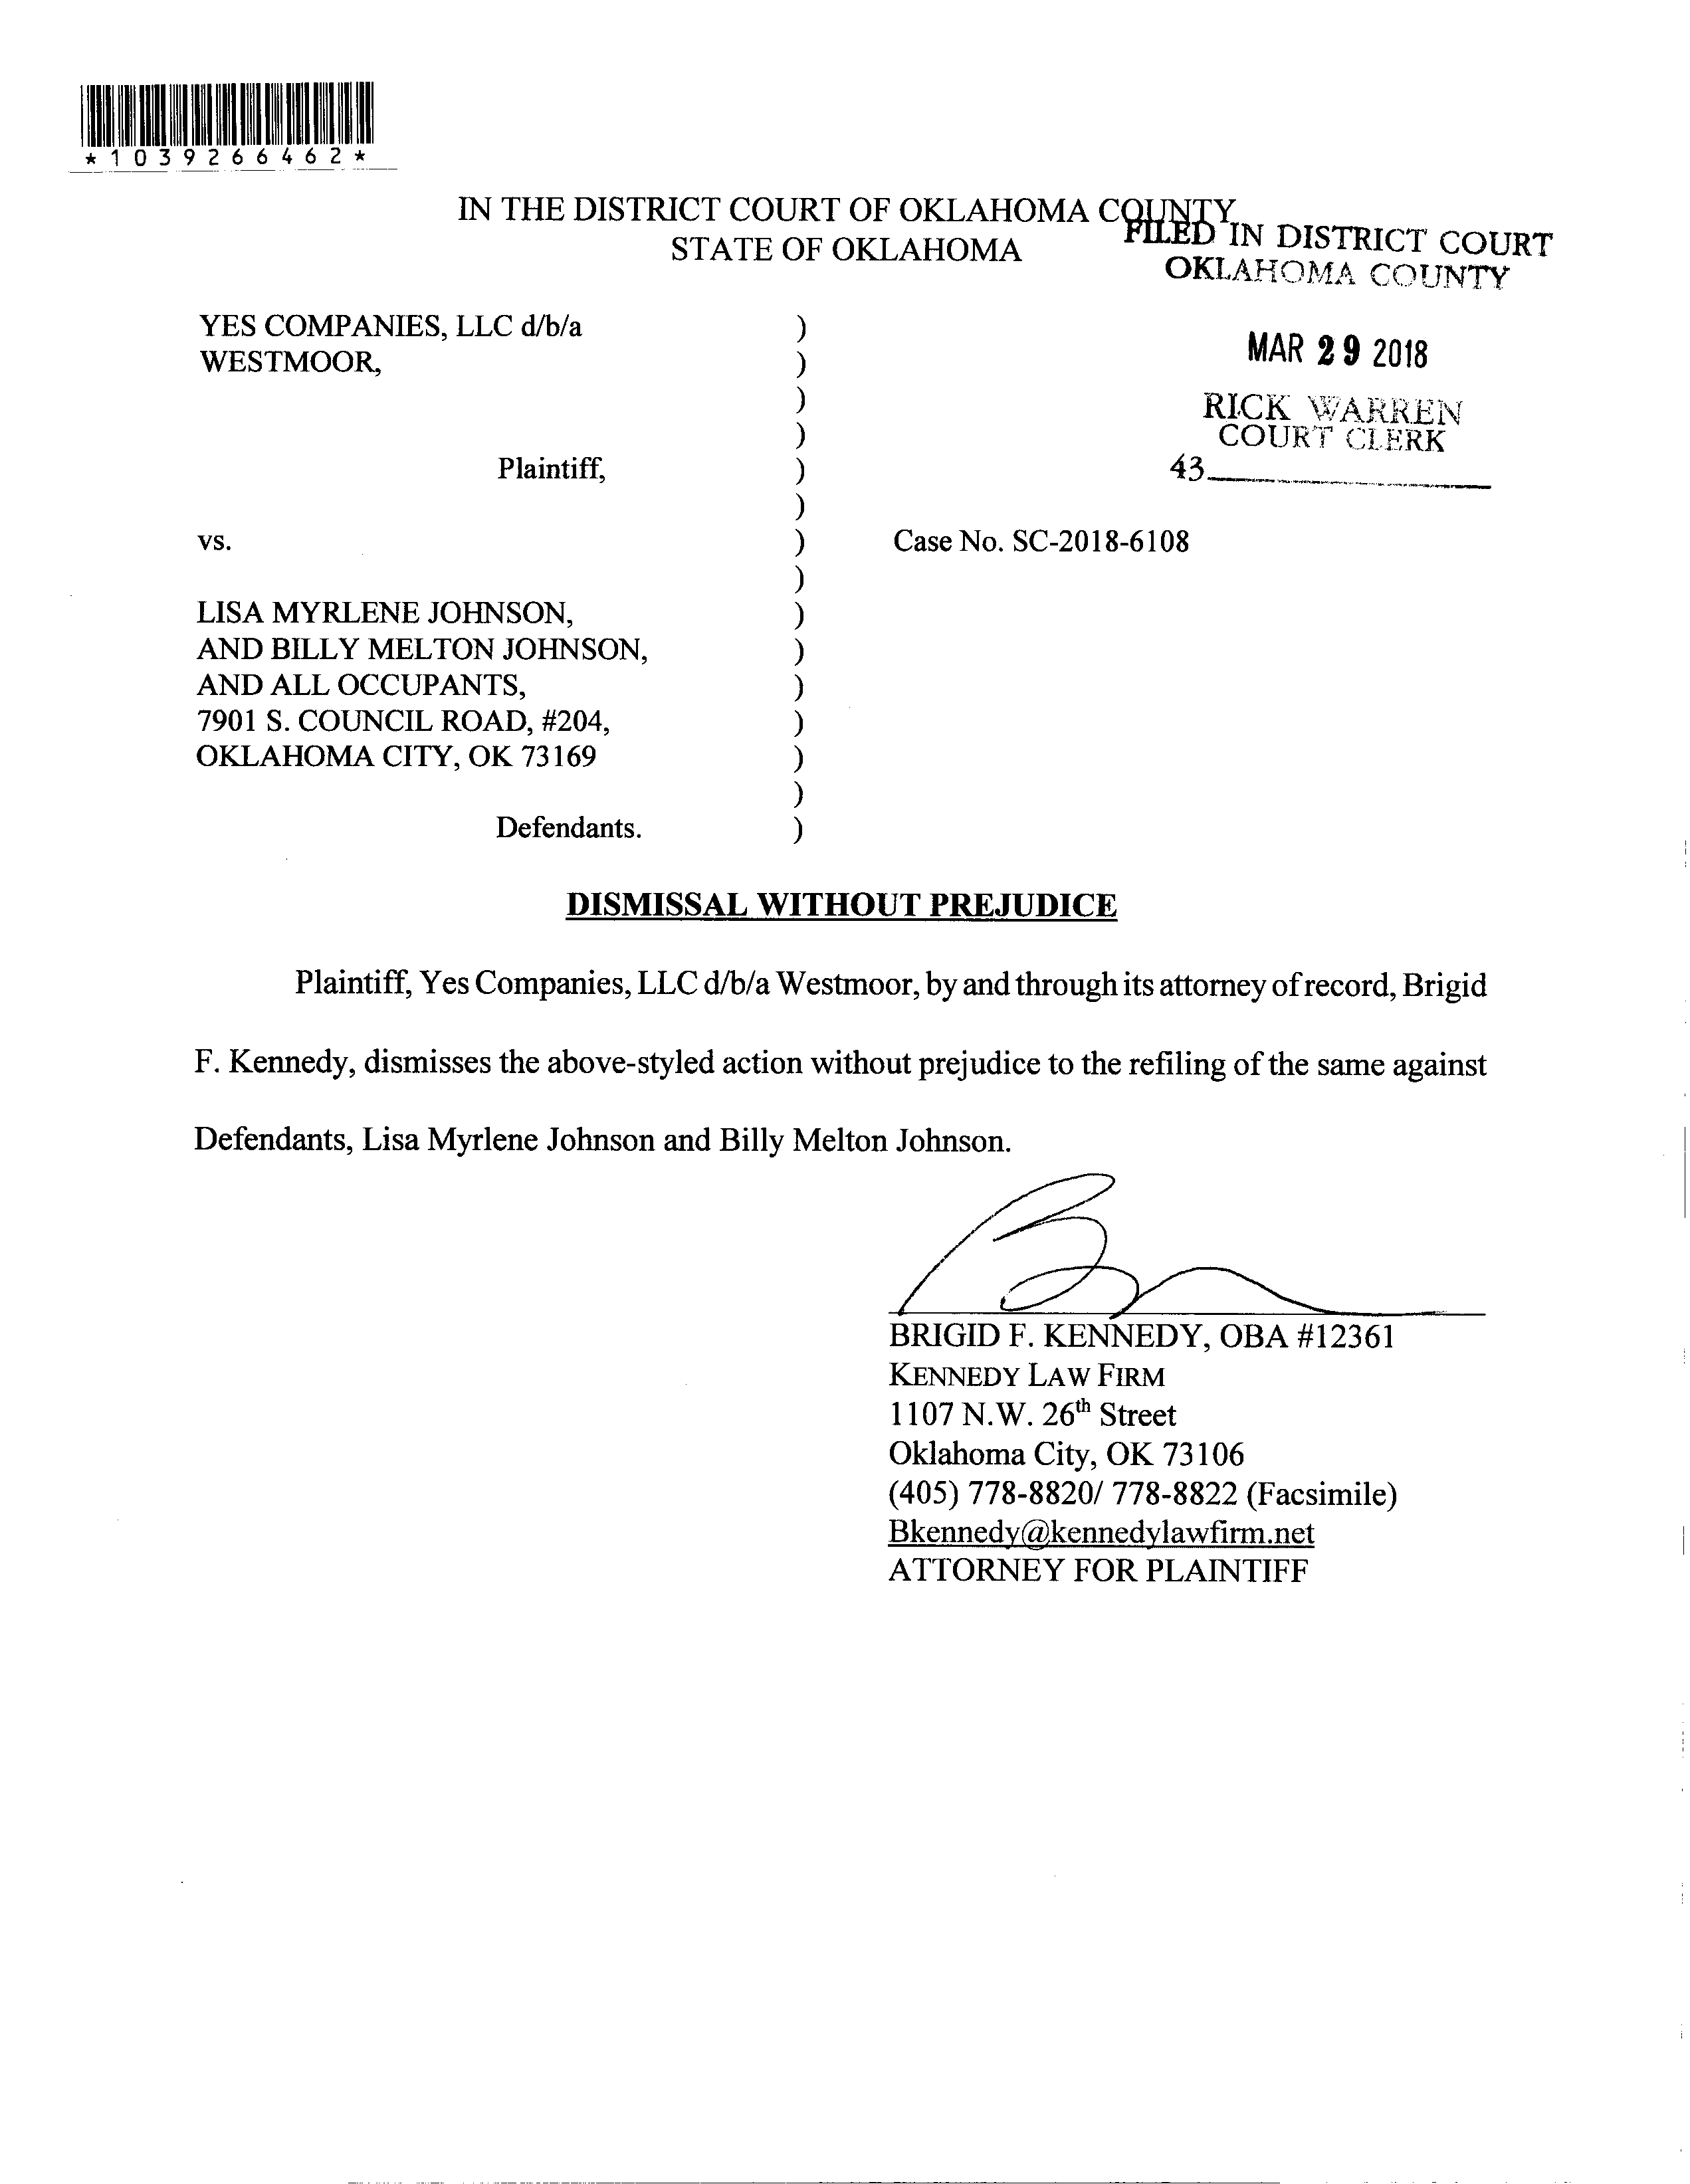 *1039266462*
IN THE DISTRICT COURT OF OKLAHOMA COUNTY
STATE OF OKLAHOMA
FILED IN DISTRICT COURT
OKLAHOMA COUNTY
MAR 29 2018
RICK WARREN
COURT CLERK
43
YES COMPANIES, LLC d/b/a )
WESTMOOR, )
)
)
Plaintiff, )
)
vs. ) Case No. SC-2018-6108
)
LISA MYRLENE JOHNSON, )
AND BILLY MELTON JOHNSON, )
AND ALL OCCUPANTS, )
7901 S. COUNCIL ROAD, #204, )
OKLAHOMA CITY, OK 73169 )
)
Defendants. )
DISMISSAL WITHOUT PREJUDICE
Plaintiff, Yes Companies, LLC d/b/a Westmoor, by and through its attorney of record, Brigid
F. Kennedy, dismisses the above-styled action without prejudice to the refiling of the same against
Defendants, Lisa Myrlene Johnson and Billy Melton Johnson.
BRIGID F. KENNEDY, OBA #12361
KENNEDY LAW FIRM
1107 N.W. 26th Street
Oklahoma City, OK 73106
(405) 778-8820/ 778-8822 (Facsimile)
Bkennedy@kennedylawfirm.net
ATTORNEY FOR PLAINTIFF